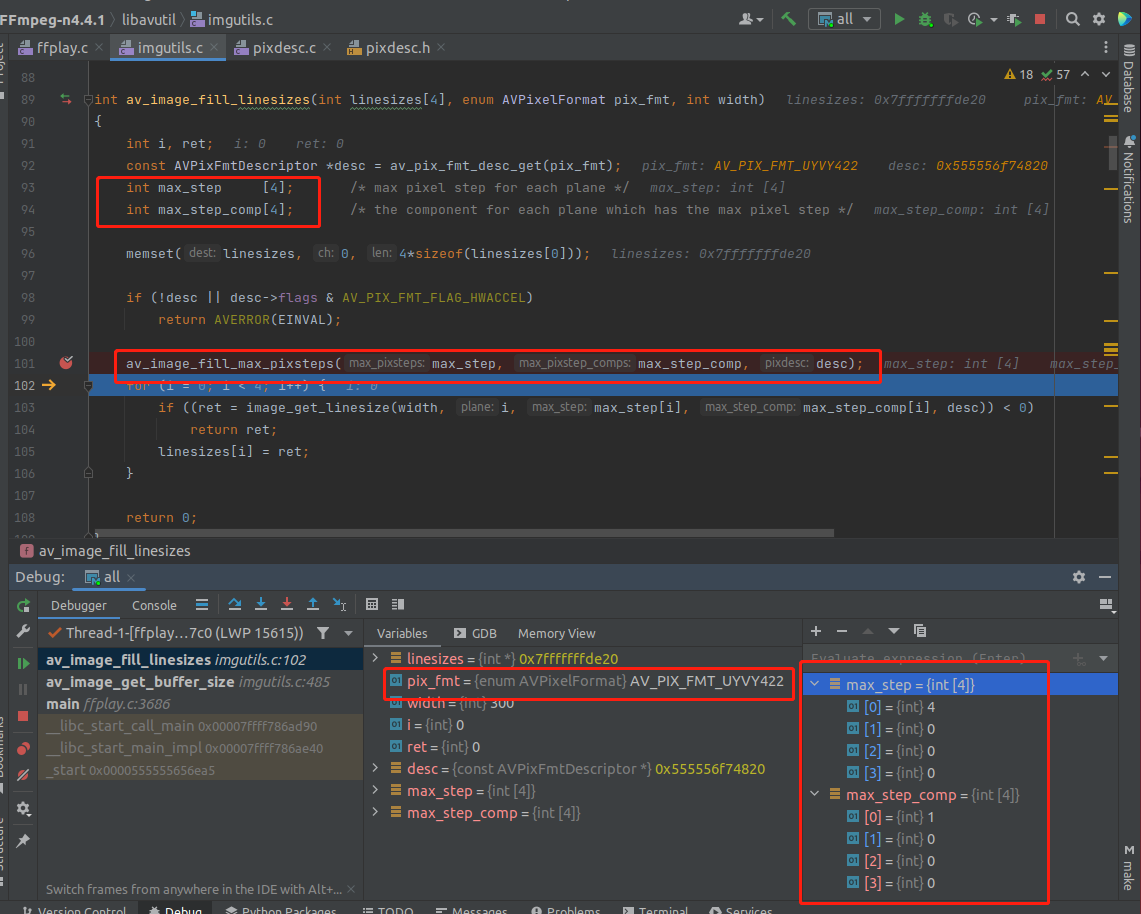 FFmpeg-n4.4.1 › libavutil › imgutils.c
all
ffplay.c × imgutils.c × pixdesc.c × pixdesc.h ×
18 57
88
89 int av_image_fill_linesizes(int linesizes[4], enum AVPixelFormat pix_fmt, int width) linesizes: 0x7fffffffde20 pix_fmt: AV_
90 {
91 int i, ret; i: 0 ret: 0
92 const AVPixFmtDescriptor *desc = av_pix_fmt_desc_get(pix_fmt); pix_fmt: AV_PIX_FMT_UYVY422 desc: 0x555556f74820
93 int max_step [4]; /* max pixel step for each plane */ max_step: int [4]
94 int max_step_comp[4]; /* the component for each plane which has the max pixel step */ max_step_comp: int [4]
95
96 memset( dest: linesizes, ch: 0, len: 4*sizeof(linesizes[0])); linesizes: 0x7fffffffde20
97
98 if (!desc || desc->flags & AV_PIX_FMT_FLAG_HWACCEL)
99 return AVERROR(EINVAL);
100
101 av_image_fill_max_pixsteps( max_pixsteps: max_step, max_pixstep_comps: max_step_comp, pixdesc: desc); max_step: int [4] max_step_
102 for (i = 0; i < 4; i++) { i: 0
103 if ((ret = image_get_linesize(width, plane: i, max_step: max_step[i], max_step_comp: max_step_comp[i], desc)) < 0)
104 return ret;
105 linesizes[i] = ret;
106 }
107
108 return 0;
f av_image_fill_linesizes
Database
Notifications
make
Debug: all ×
Debugger Console
Thread-1-[ffplay...7c0 (LWP 15615)]
av_image_fill_linesizes imgutils.c:102
av_image_get_buffer_size imgutils.c:485
main ffplay.c:3686
__libc_start_call_main 0x00007ffff786ad90
__libc_start_main_impl 0x00007ffff786ae40
_start 0x0000555555656ea5
Switch frames from anywhere in the IDE with Alt+... ×
Variables GDB Memory View
linesizes = {int *} 0x7fffffffde20
pix_fmt = {enum AVPixelFormat} AV_PIX_FMT_UYVY422
width = {int} 300
i = {int} 0
ret = {int} 0
desc = {const AVPixFmtDescriptor *} 0x555556f74820
max_step = {int [4]}
max_step_comp = {int [4]}
Evaluate expression (Enter)
max_step = {int [4]}
[0] = {int} 4
[1] = {int} 0
[2] = {int} 0
[3] = {int} 0
max_step_comp = {int [4]}
[0] = {int} 1
[1] = {int} 0
[2] = {int} 0
[3] = {int} 0
Version Control Debug Python Packages TODO Messages Problems Terminal Services